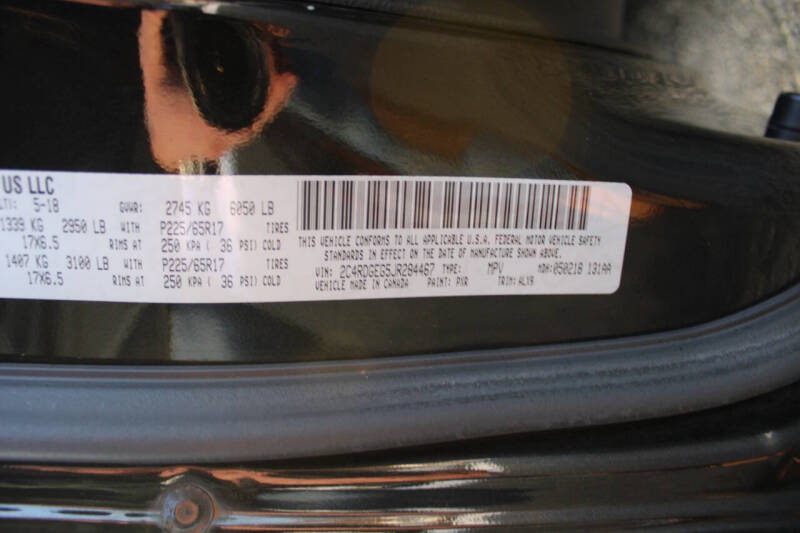 US LLC
5-18 GVWR: 2745 KG 6050 LB
1339 KG 2950 LB WITH P225/65R17 TIRES
17X6.5 RIMS AT 250 KPA ( 36 PSI) COLD
1407 KG 3100 LB WITH P225/65R17 TIRES
17X6.5 RIMS AT 250 KPA ( 36 PSI) COLD
THIS VEHICLE CONFORMS TO ALL APPLICABLE U.S.A. FEDERAL MOTOR VEHICLE SAFETY
STANDARDS IN EFFECT ON THE DATE OF MANUFACTURE SHOWN ABOVE.
VIN: 2C4RDGEG5JR284467 TYPE: MPV MDH: 050218 131AA
VEHICLE MADE IN CANADA PAINT: PXR TRIM: ALX9